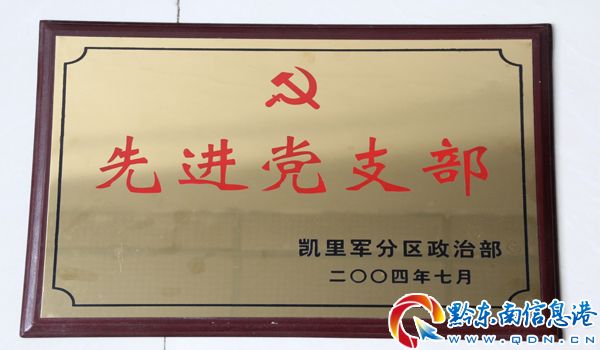 先进党支部
凯里军分区政治部
二〇〇四年七月
黔东南信息港
WWW.QDN.CN